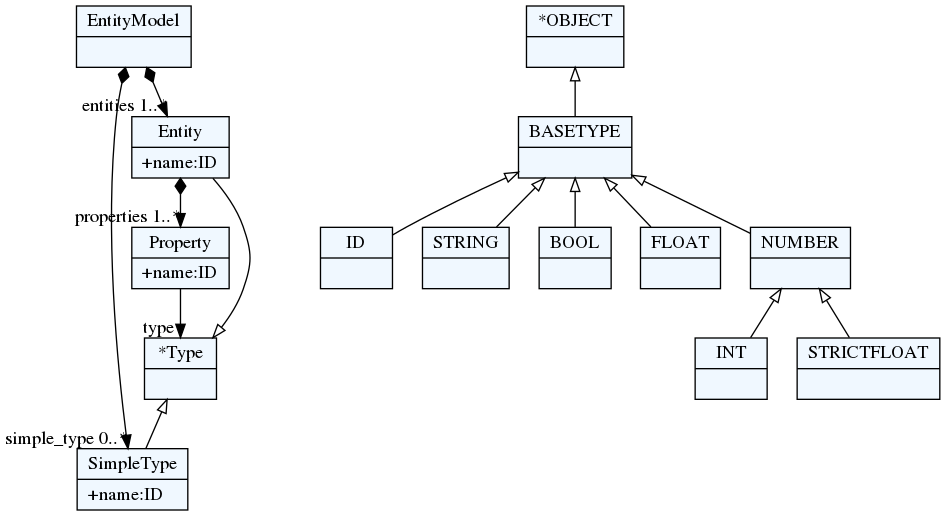 EntityModel
entities 1..*
Entity
+name:ID
properties 1..*
Property
+name:ID
type
*Type
simple_type 0..*
SimpleType
+name:ID
*OBJECT
BASETYPE
ID
STRING
BOOL
FLOAT
NUMBER
INT
STRICTFLOAT